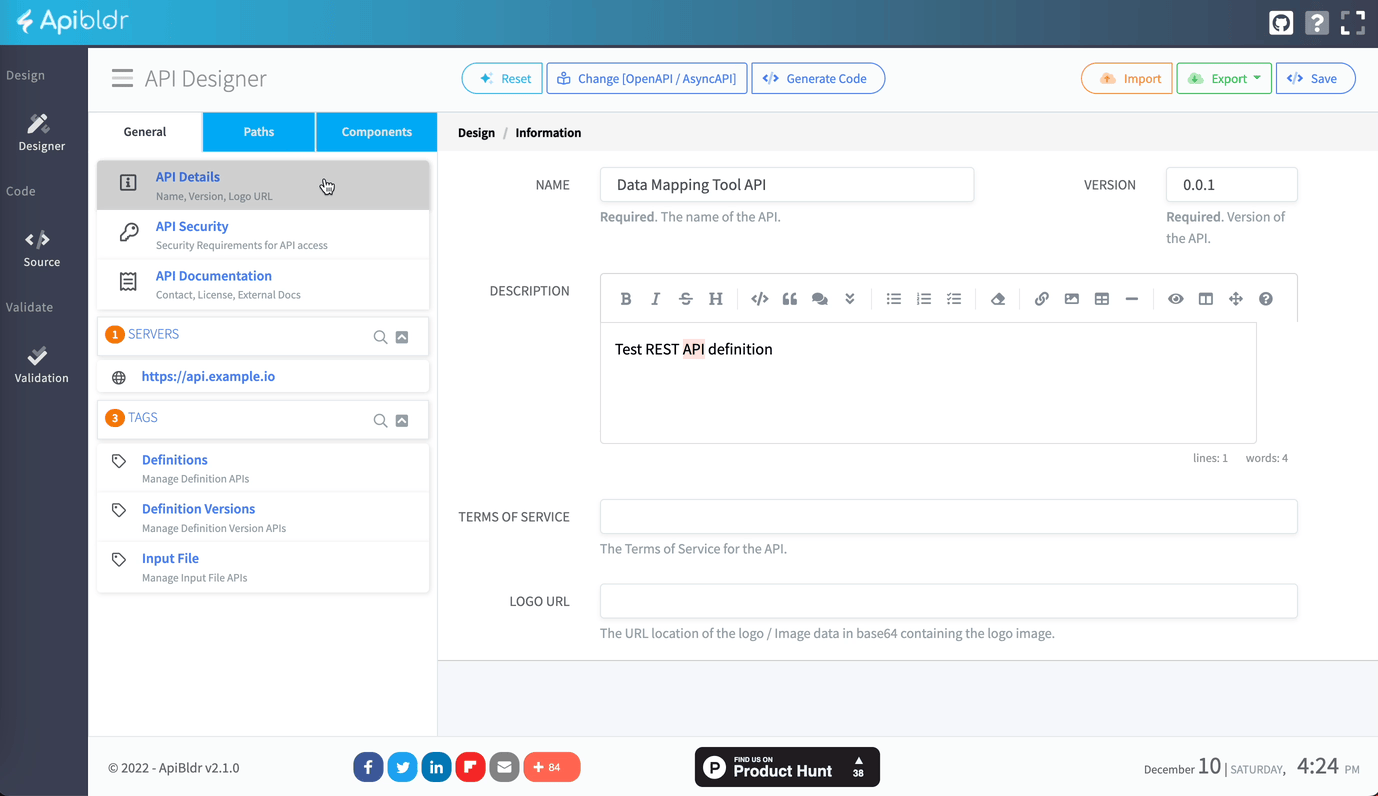 Apibldr
Design
Designer
Code
Source
Validate
Validation
API Designer
Reset
Change [OpenAPI / AsyncAPI]
Generate Code
Import
Export
Save
General
Paths
Components
API Details
Name, Version, Logo URL
API Security
Security Requirements for API access
API Documentation
Contact, License, External Docs
1 SERVERS
https://api.example.io
3 TAGS
Definitions
Manage Definition APIs
Definition Versions
Manage Definition Version APIs
Input File
Manage Input File APIs
Design / Information
NAME
Data Mapping Tool API
Required. The name of the API.
VERSION
0.0.1
Required. Version of
the API.
DESCRIPTION
Test REST API definition
lines: 1 words: 4
TERMS OF SERVICE
The Terms of Service for the API.
LOGO URL
The URL location of the logo / Image data in base64 containing the logo image.
© 2022 - ApiBldr v2.1.0
+ 84
FIND US ON
Product Hunt
38
December 10 | SATURDAY, 4:24 PM